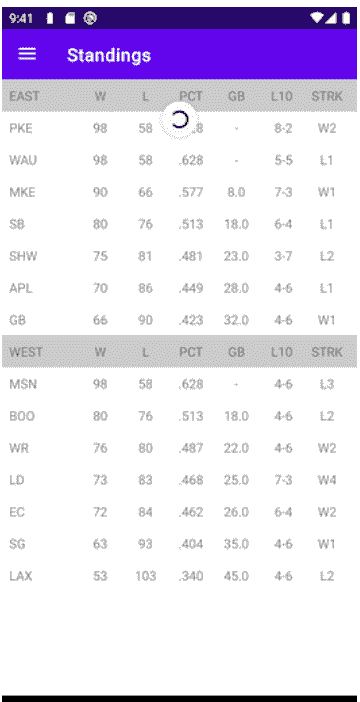 9:41
Standings
EAST W L PCT GB L10 STRK
PKE 98 58 8 - 8-2 W2
WAU 98 58 .628 - 5-5 L1
MKE 90 66 .577 8.0 7-3 W1
SB 80 76 .513 18.0 6-4 L1
SHW 75 81 .481 23.0 3-7 L2
APL 70 86 .449 28.0 4-6 L1
GB 66 90 .423 32.0 4-6 W1
WEST W L PCT GB L10 STRK
MSN 98 58 .628 - 4-6 L3
BOO 80 76 .513 18.0 4-6 L2
WR 76 80 .487 22.0 4-6 W2
LD 73 83 .468 25.0 7-3 W4
EC 72 84 .462 26.0 6-4 W2
SG 63 93 .404 35.0 4-6 W1
LAX 53 103 .340 45.0 4-6 L2